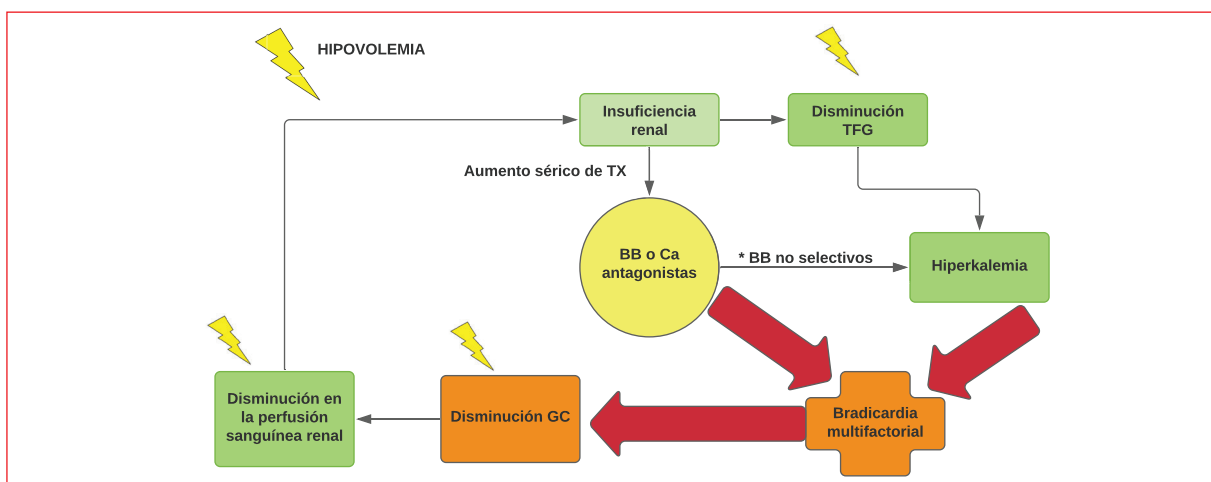 HIPOVOLEMIA
Insuficiencia
renal
Disminución
TFG
Aumento sérico de TX
BB o Ca
antagonistas
* BB no selectivos
Hiperkalemia
Disminución en
la perfusión
sanguínea renal
Disminución GC
Bradicardia
multifactorial